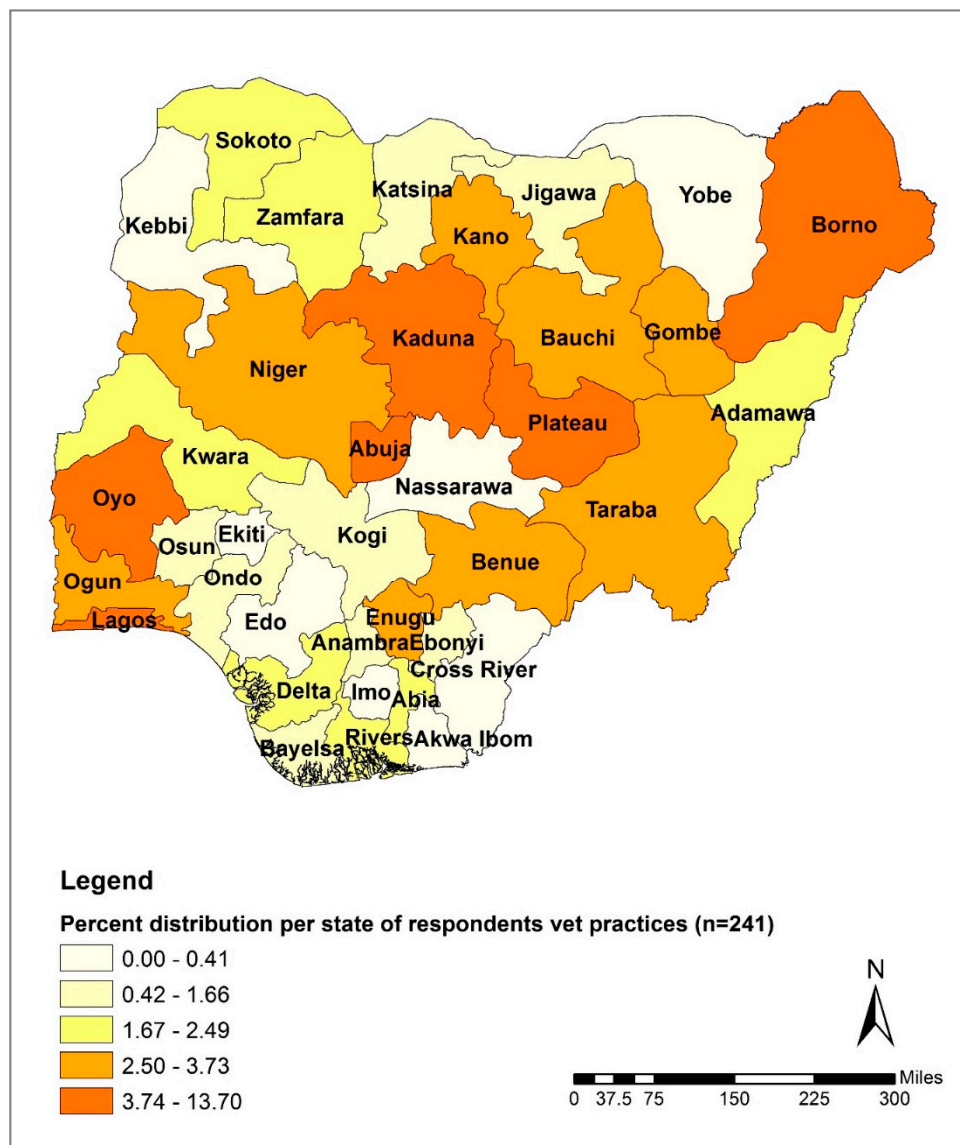 Sokoto
Kebbi
Zamfara
Katsina
Jigawa
Yobe
Kano
Borno
Niger
Kaduna
Bauchi
Gombe
Adamawa
Plateau
Abuja
Kwara
Oyo
Nassarawa
Taraba
Osun
Ekiti
Kogi
Benue
Ogun
Ondo
Lagos
Edo
Enugu
Anambra
Ebonyi
Cross River
Delta
Imo
Abia
Bayelsa
Rivers
Akwa Ibom
Legend
Percent distribution per state of respondents vet practices (n=241)
0.00 - 0.41
0.42 - 1.66
1.67 - 2.49
2.50 - 3.73
3.74 - 13.70
N
Miles
0 37.5 75 150 225 300